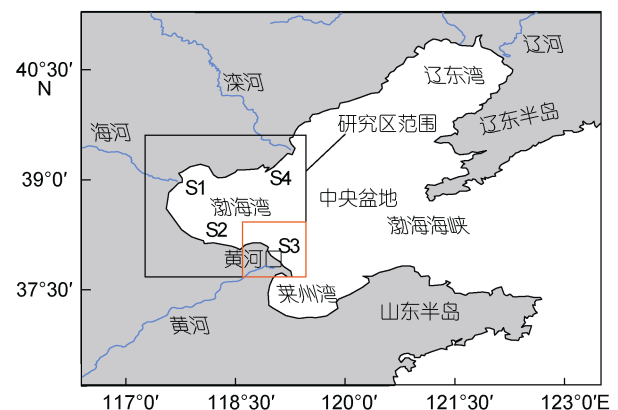 40°30′
N
39°0′
37°30′
辽河
辽东湾
滦河
海河
研究区范围
辽东半岛
S1
S4
渤海湾
中央盆地
渤海海峡
S2
S3
黄河口
莱州湾
黄河
山东半岛
117°0′
118°30′
120°0′
121°30′
123°0′E